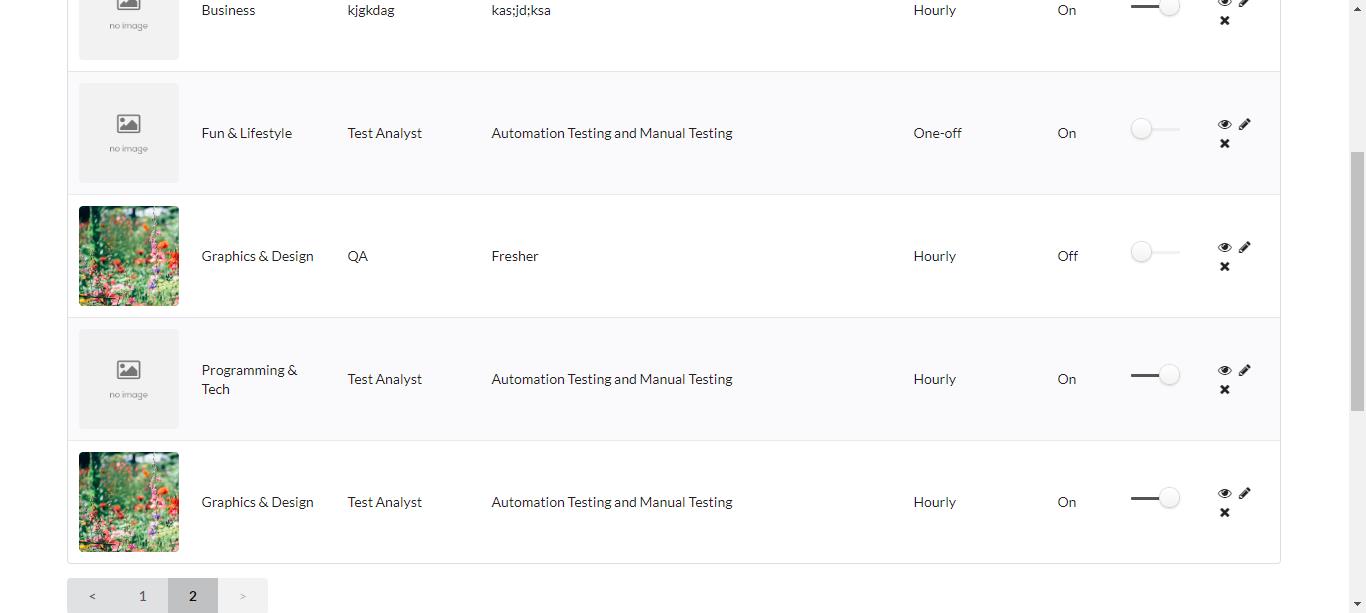 Business kjgkdag kas;jd;ksa Hourly On
no image
Fun & Lifestyle Test Analyst Automation Testing and Manual Testing One-off On
no image
Graphics & Design QA Fresher Hourly Off
Programming &
Tech Test Analyst Automation Testing and Manual Testing Hourly On
no image
Graphics & Design Test Analyst Automation Testing and Manual Testing Hourly On
< 1 2 >